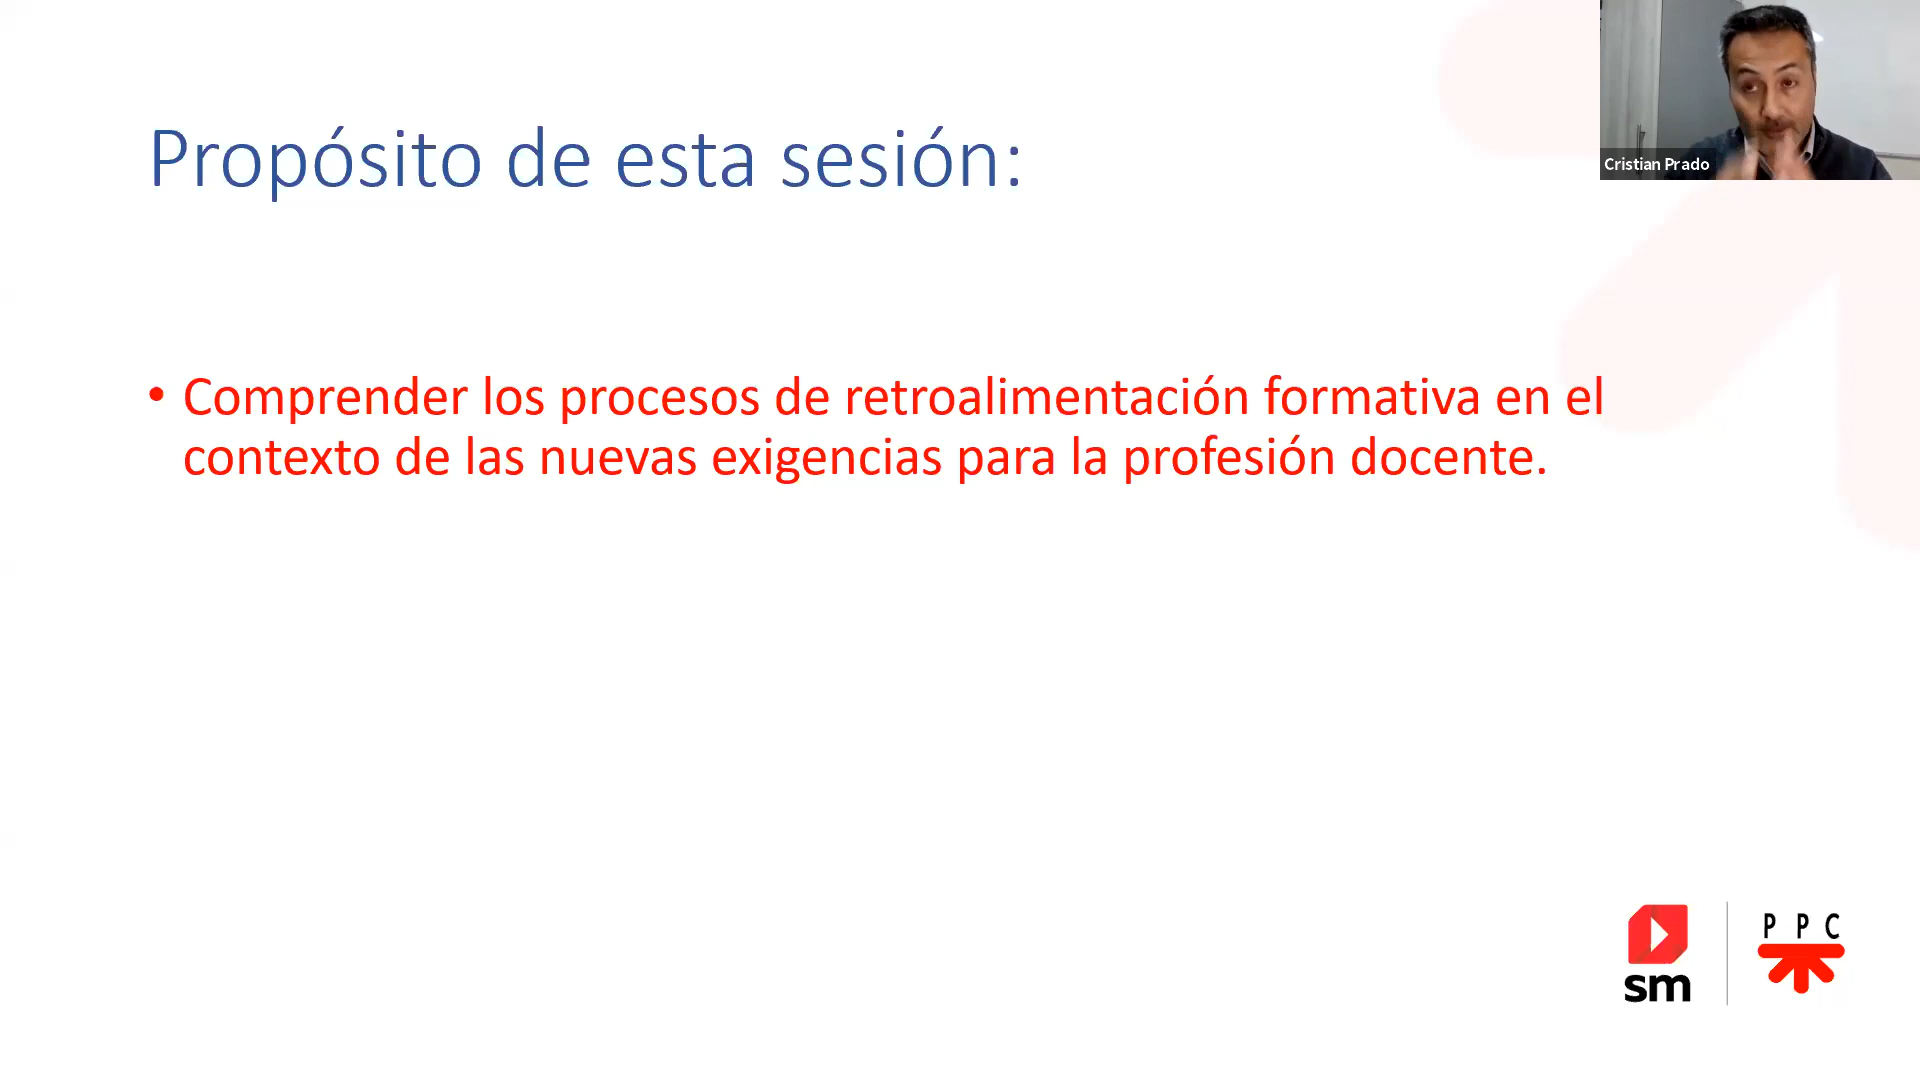 Propósito de esta sesión:
Cristian Prado
• Comprender los procesos de retroalimentación formativa en el
contexto de las nuevas exigencias para la profesión docente.
sm
PPC